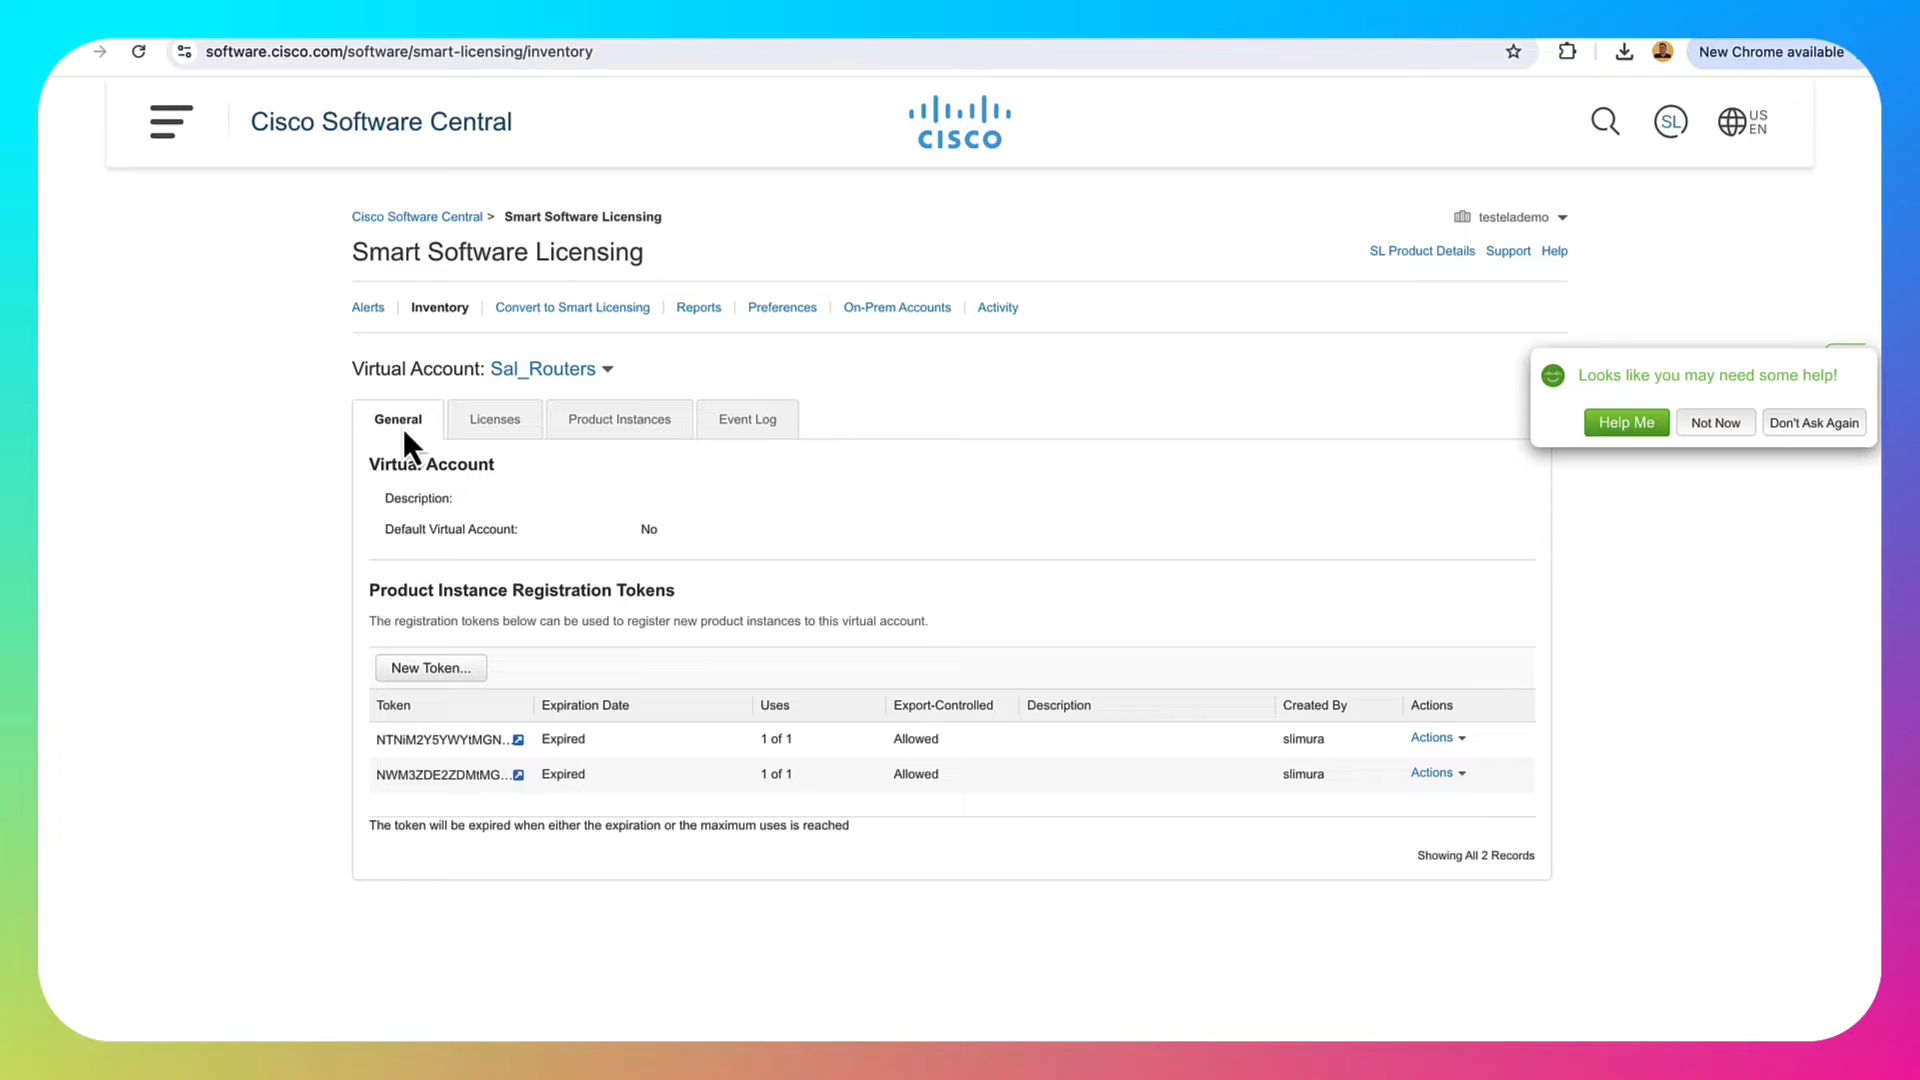 software.cisco.com/software/smart-licensing/inventory
New Chrome available
Cisco Software Central
CISCO
SL
US
EN
Cisco Software Central > Smart Software Licensing
testelademo
Smart Software Licensing
SL Product Details Support Help
Alerts Inventory Convert to Smart Licensing Reports Preferences On-Prem Accounts Activity
Virtual Account: Sal_Routers
Looks like you may need some help!
Help Me Not Now Don't Ask Again
General Licenses Product Instances Event Log
Virtual Account
Description:
Default Virtual Account: No
Product Instance Registration Tokens
The registration tokens below can be used to register new product instances to this virtual account.
New Token...
Token Expiration Date Uses Export-Controlled Description Created By Actions
NTNiM2Y5YWYtMGN... Expired 1 of 1 Allowed slimura Actions
NWM3ZDE2ZDMtMG... Expired 1 of 1 Allowed slimura Actions
The token will be expired when either the expiration or the maximum uses is reached
Showing All 2 Records